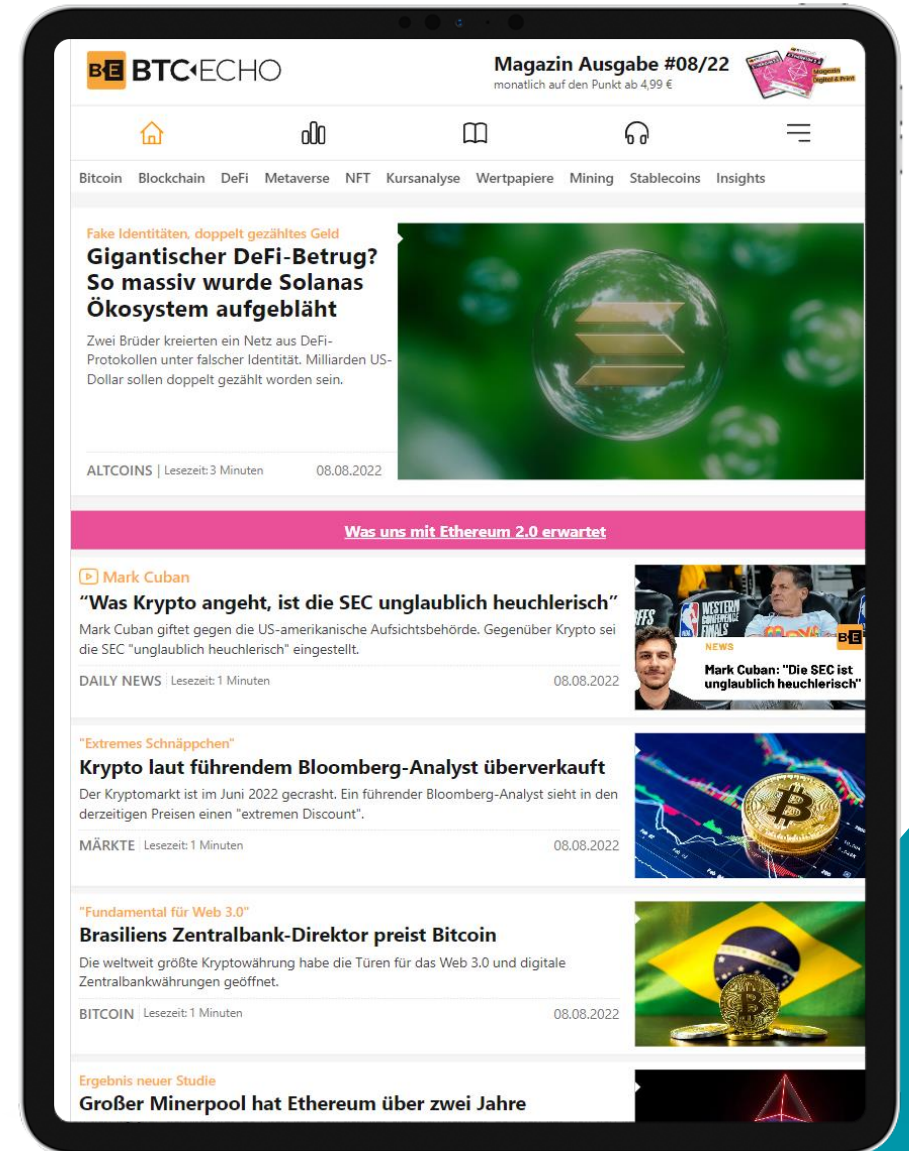 BE BTC ECHO
Magazin Ausgabe #08/22
monatlich auf den Punkt ab 4,99 €
Magazin
Digital & Print
Bitcoin Blockchain DeFi Metaverse NFT Kursanalyse Wertpapiere Mining Stablecoins Insights
Fake Identitäten, doppelt gezähltes Geld
Gigantischer DeFi-Betrug?
So massiv wurde Solanas
Ökosystem aufgebläht
Zwei Brüder kreierten ein Netz aus DeFi-
Protokollen unter falscher Identität. Milliarden US-
Dollar sollen doppelt gezählt worden sein.
ALTCOINS | Lesezeit: 3 Minuten 08.08.2022
Was uns mit Ethereum 2.0 erwartet
Mark Cuban
“Was Krypto angeht, ist die SEC unglaublich heuchlerisch”
Mark Cuban giftet gegen die US-amerikanische Aufsichtsbehörde. Gegenüber Krypto sei
die SEC "unglaublich heuchlerisch" eingestellt.
DAILY NEWS | Lesezeit: 1 Minuten 08.08.2022
FFS
WESTERN
CONFERENCE
FINALS
BE
NEWS
Mark Cuban: "Die SEC ist
unglaublich heuchlerisch"
"Extremes Schnäppchen"
Krypto laut führendem Bloomberg-Analyst überverkauft
Der Kryptomarkt ist im Juni 2022 gecrasht. Ein führender Bloomberg-Analyst sieht in den
derzeitigen Preisen einen "extremen Discount".
MÄRKTE | Lesezeit: 1 Minuten 08.08.2022
"Fundamental für Web 3.0"
Brasiliens Zentralbank-Direktor preist Bitcoin
Die weltweit größte Kryptowährung habe die Türen für das Web 3.0 und digitale
Zentralbankwährungen geöffnet.
BITCOIN | Lesezeit: 1 Minuten 08.08.2022
Ergebnis neuer Studie
Großer Minerpool hat Ethereum über zwei Jahre